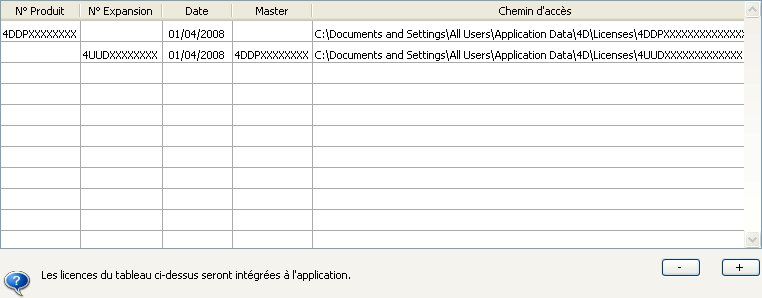 N° Produit N° Expansion Date Master Chemin d'accès
4DDPXXXXXXXX 01/04/2008 C:\Documents and Settings\All Users\Application Data\4D\Licenses\4DDPXXXXXXXXXXXXX
4UUDXXXXXXXX 01/04/2008 4DDPXXXXXXXX C:\Documents and Settings\All Users\Application Data\4D\Licenses\4UUDXXXXXXXXXXXX
Les licences du tableau ci-dessus seront intégrées à l'application. - +